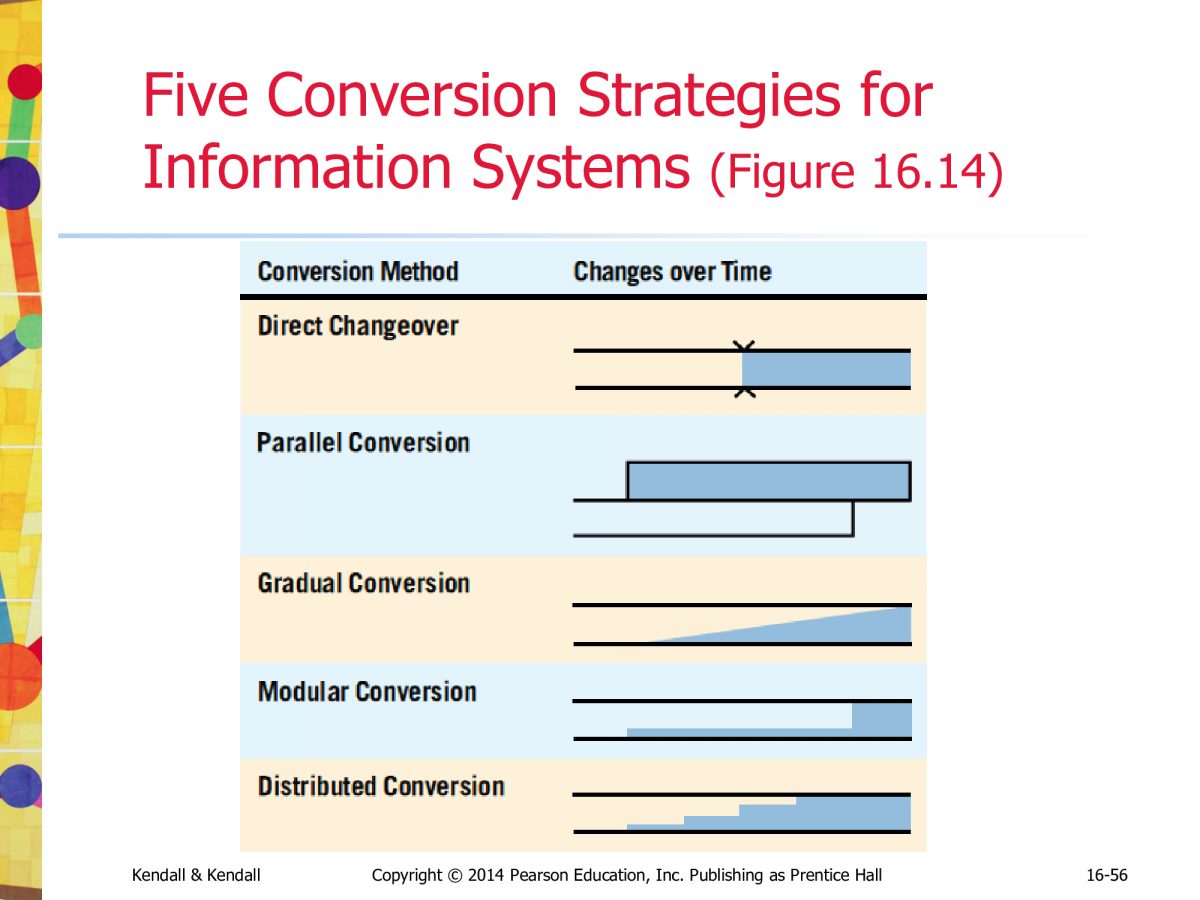 Five Conversion Strategies for
Information Systems (Figure 16.14)
Conversion Method Changes over Time
Direct Changeover
Parallel Conversion
Gradual Conversion
Modular Conversion
Distributed Conversion
Kendall & Kendall Copyright © 2014 Pearson Education, Inc. Publishing as Prentice Hall 16-56